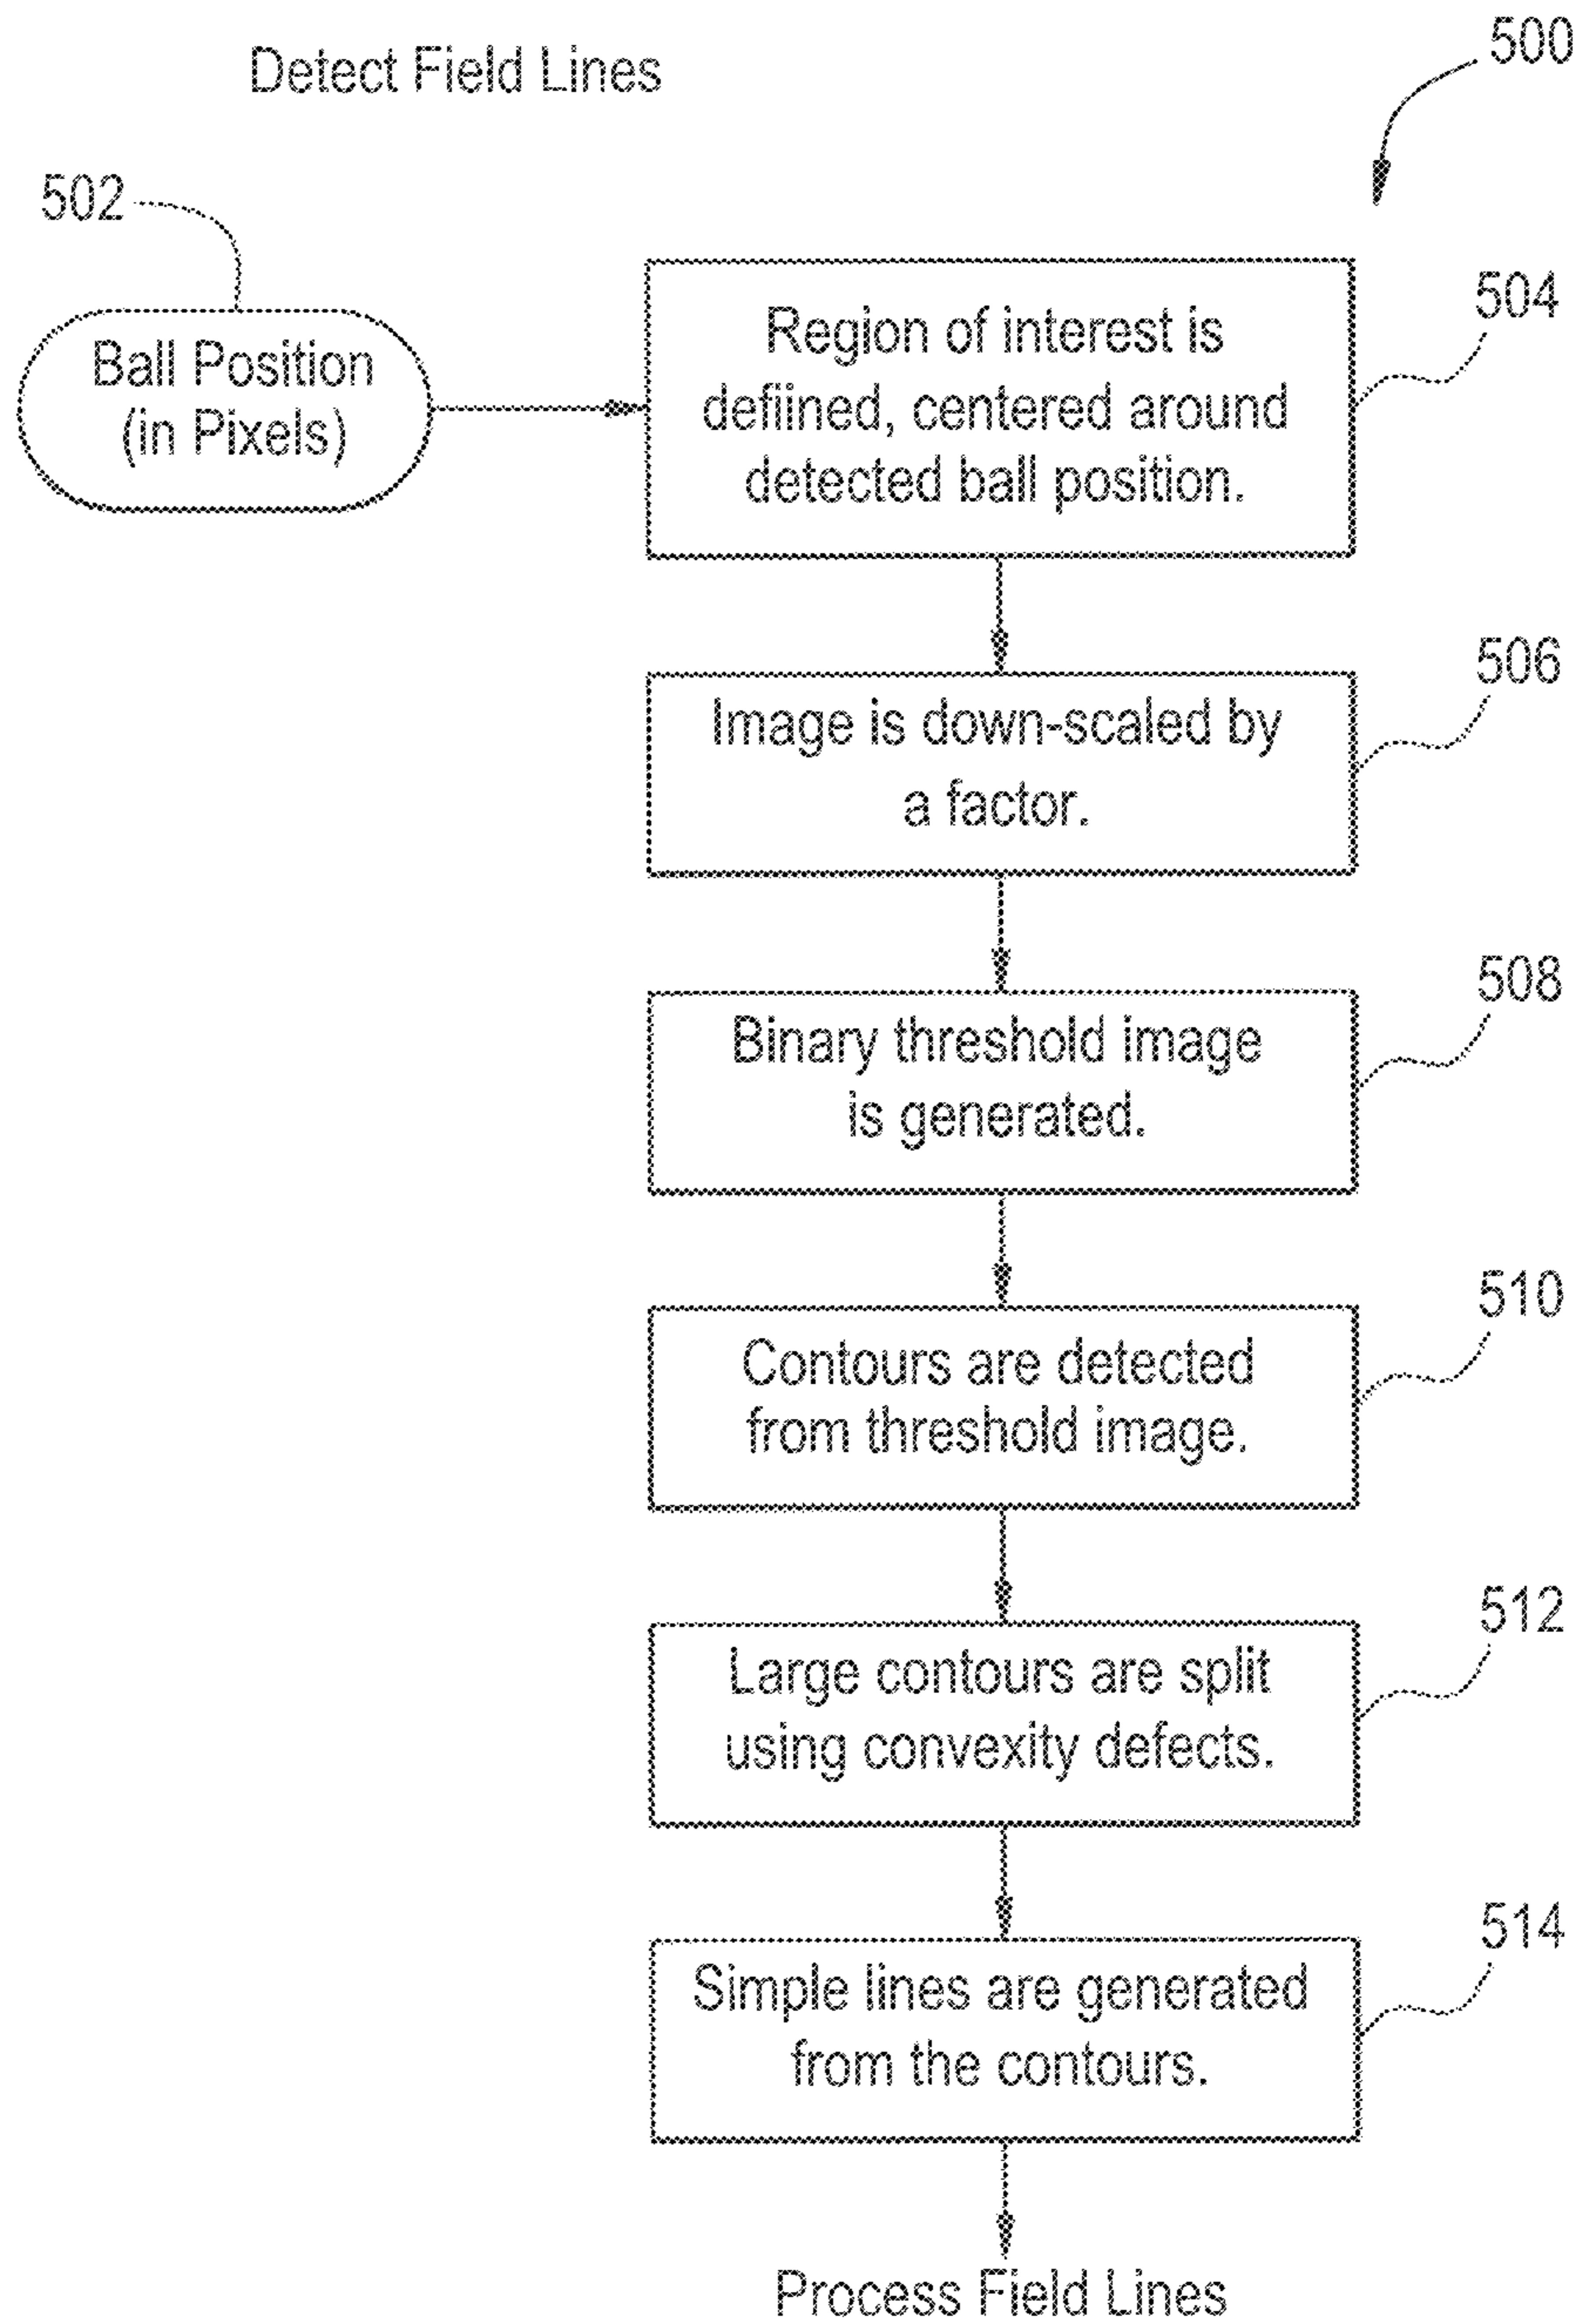 Detect Field Lines
500
502
Ball Position
(in Pixels)
504
Region of interest is
defiined, centered around
detected ball position.
506
Image is down-scaled by
a factor.
508
Binary threshold image
is generated.
510
Contours are detected
from threshold image.
512
Large contours are split
using convexity defects.
514
Simple lines are generated
from the contours.
Process Field Lines